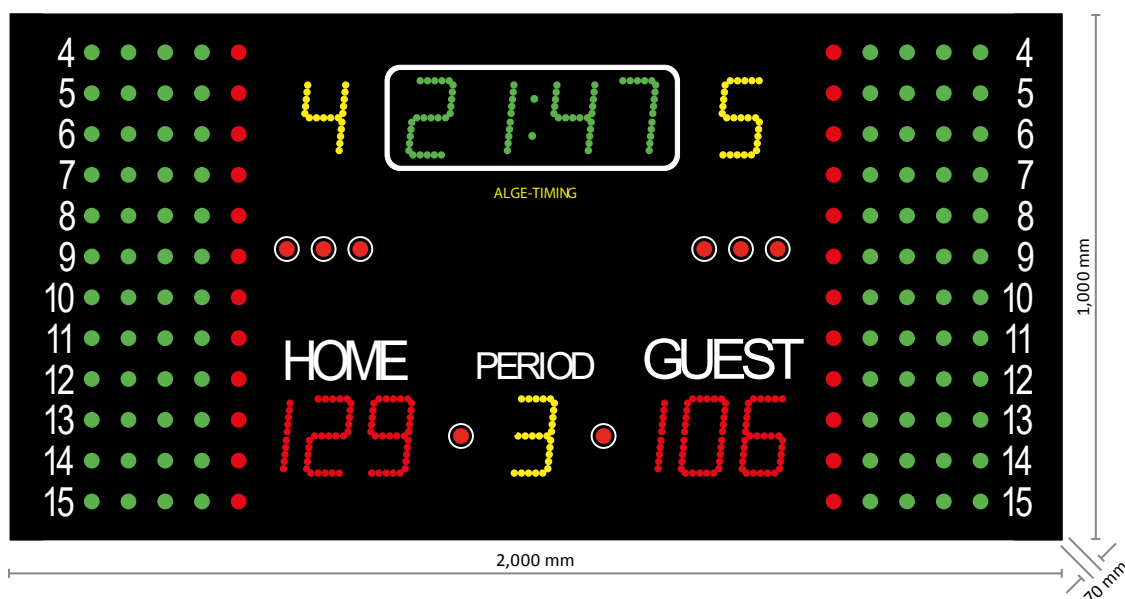 4 4
4 21:47 5
5 5
6 6
7 7
ALGE-TIMING
8 8
9 9
10 10
11 11
HOME PERIOD GUEST
12 12
13 13
129 3 106
14 14
15 15
1,000 mm
2,000 mm
70 mm